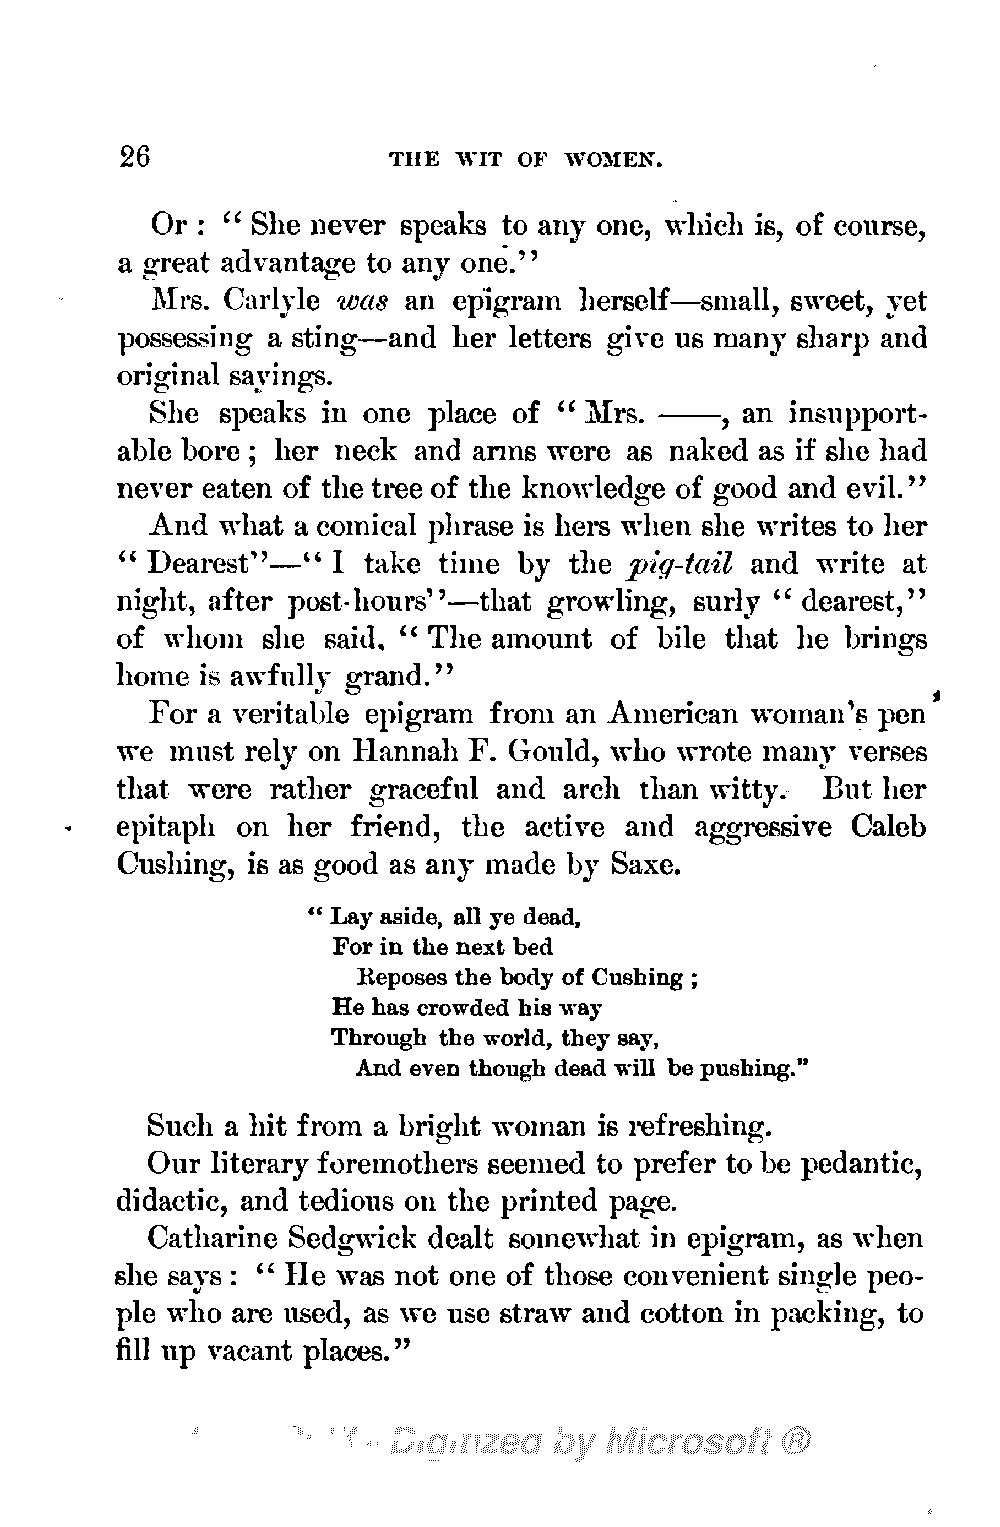 26 THE WIT OF WOMEN.
Or : “ She never speaks to any one, which is, of course,
a great advantage to any one.”
Mrs. Carlyle was an epigram herself—small, sweet, yet
possessing a sting—and her letters give us many sharp and
original sayings.
She speaks in one place of “ Mrs. ——, an insupport-
able bore ; her neck and arms were as naked as if she had
never eaten of the tree of the knowledge of good and evil.”
And what a comical phrase is hers when she writes to her
“ Dearest”—“ I take time by the pig-tail and write at
night, after post-hours”—that growling, surly “ dearest,”
of whom she said, “ The amount of bile that he brings
home is awfully grand.”
For a veritable epigram from an American woman's pen
we must rely on Hannah F. Gould, who wrote many verses
that were rather graceful and arch than witty. But her
epitaph on her friend, the active and aggressive Caleb
Cushing, is as good as any made by Saxe.
“ Lay aside, all ye dead,
For in the next bed
Reposes the body of Cushing ;
He has crowded his way
Through the world, they say,
And even though dead will be pushing.”
Such a hit from a bright woman is refreshing.
Our literary foremothers seemed to prefer to be pedantic,
didactic, and tedious on the printed page.
Catharine Sedgwick dealt somewhat in epigram, as when
she says : “ He was not one of those convenient single peo-
ple who are used, as we use straw and cotton in packing, to
fill up vacant places.”
Digitized by Microsoft ®